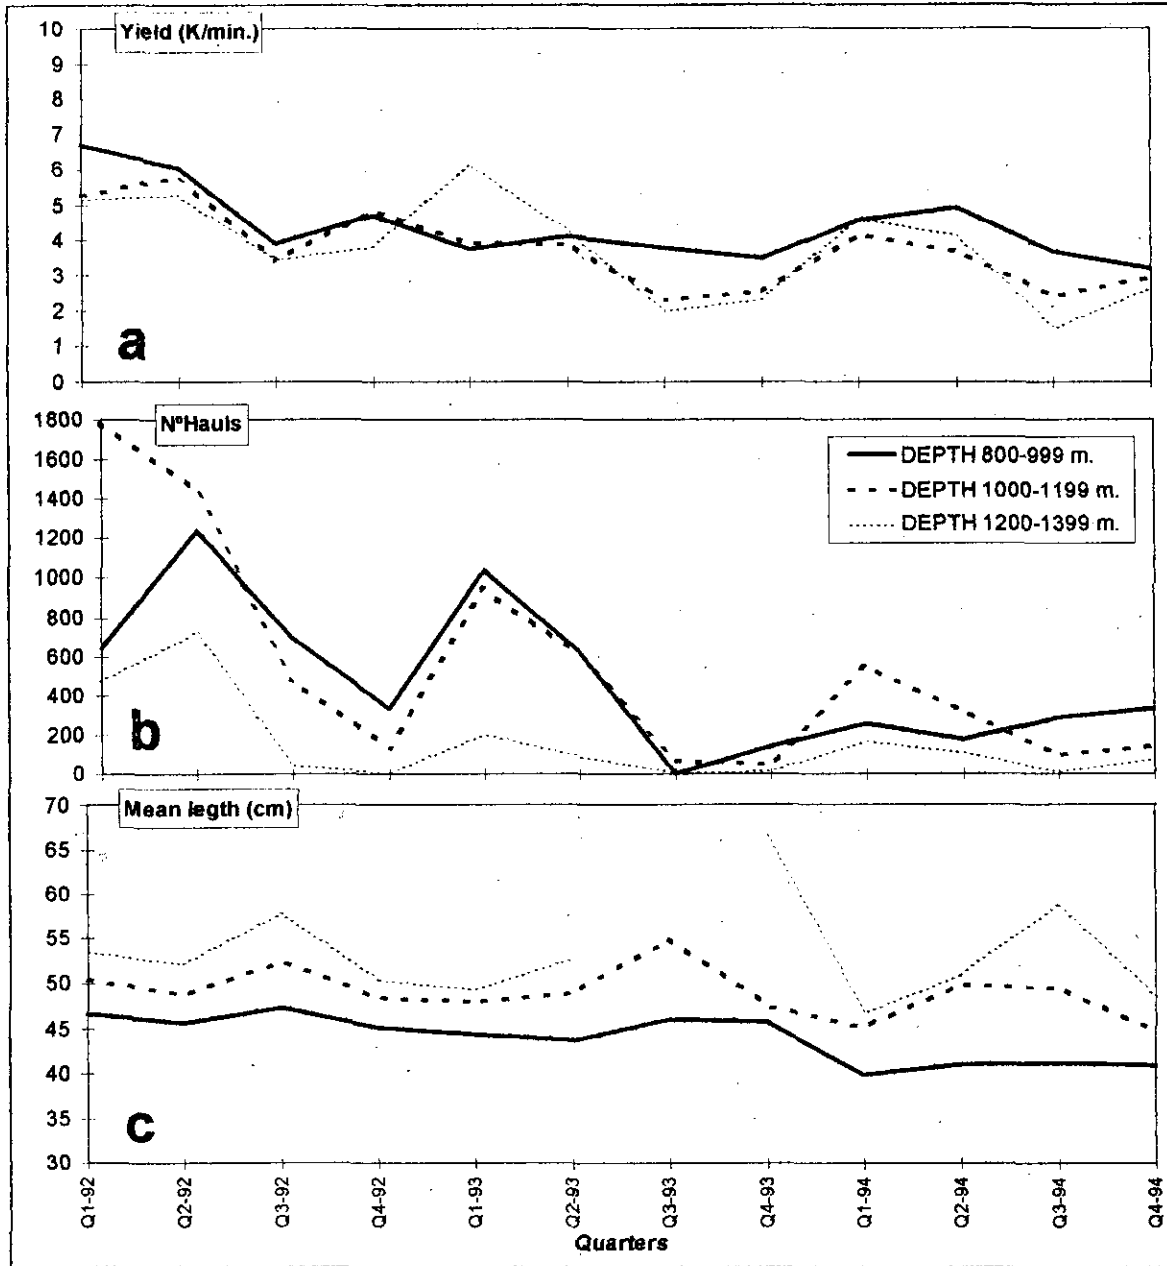 Yield (K/min.)
10
9
8
7
6
5
4
3
2
1
0
a
NºHauls
1800
1600
1400
1200
1000
800
600
400
200
0
DEPTH 800-999 m.
DEPTH 1000-1199 m.
DEPTH 1200-1399 m.
b
Mean legth (cm)
70
65
60
55
50
45
40
35
30
c
Q1-92
Q2-92
Q3-92
Q4-92
Q1-93
Q2-93
Q3-93
Q4-93
Q1-94
Q2-94
Q3-94
Q4-94
Quarters